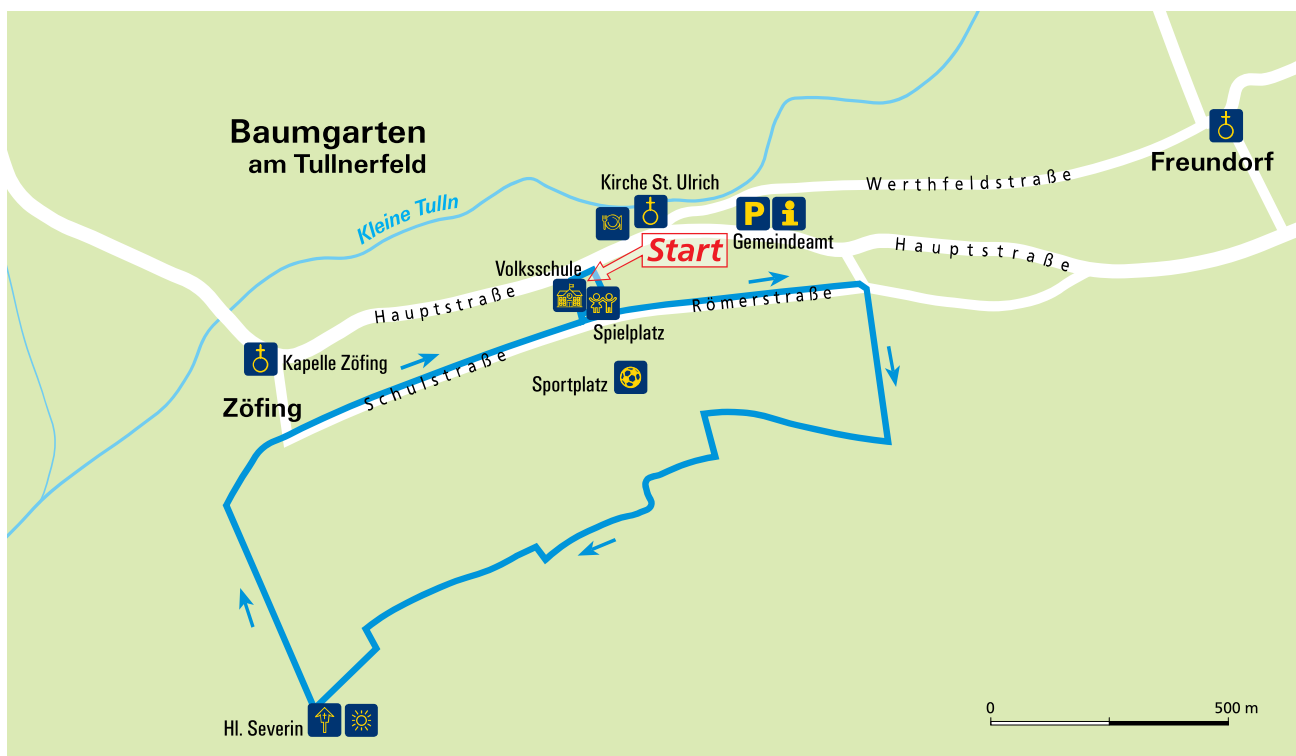 Baumgarten
am Tullnerfeld
Kleine Tulln
Kirche St. Ulrich
Werthfeldstraße
Freundorf
P
i
Gemeindeamt
Start
Hauptstraße
Volksschule
Hauptstraße
Römerstraße
Spielplatz
Kapelle Zöfing
Schulstraße
Sportplatz
Zöfing
Hl. Severin
0 500 m